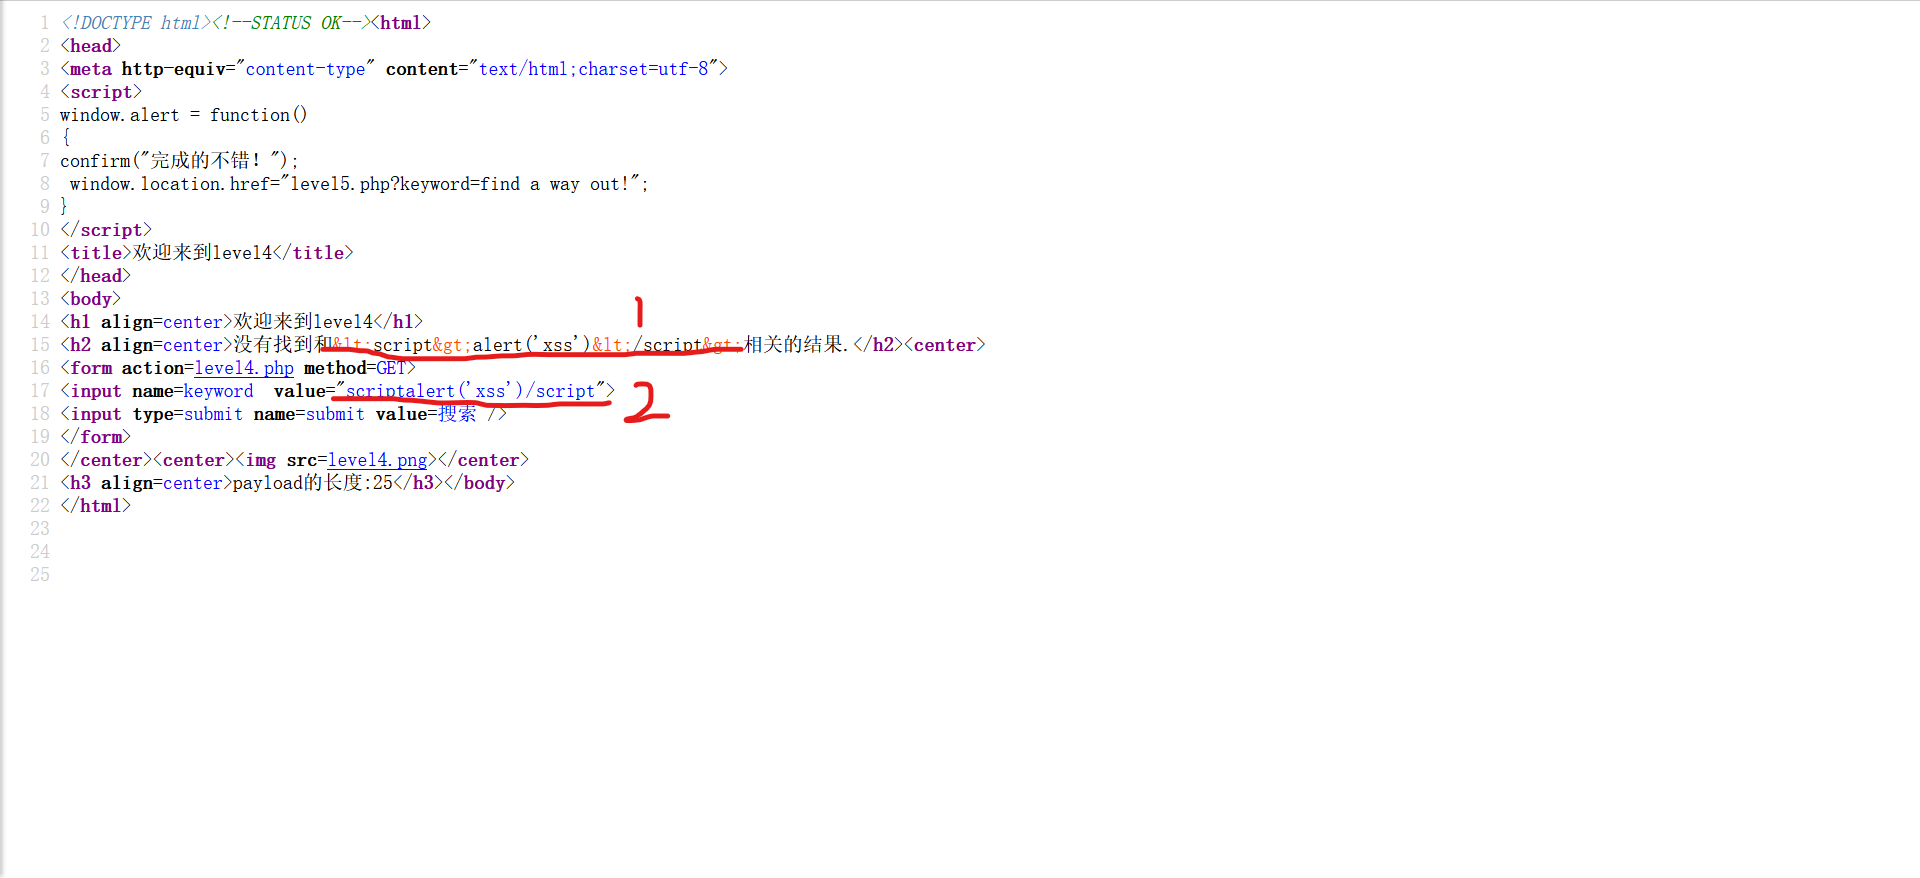 1 <!DOCTYPE html><!--STATUS OK--><html>
2 <head>
3 <meta http-equiv="content-type" content="text/html;charset=utf-8">
4 <script>
5 window.alert = function()
6 {
7 confirm("完成的不错！");
8  window.location.href="level5.php?keyword=find a way out!";
9 }
10 </script>
11 <title>欢迎来到level4</title>
12 </head>
13 <body>
1
14 <h1 align=center>欢迎来到level4</h1>
15 <h2 align=center>没有找到和&lt;script&gt;alert('xss')&lt;/script&gt;相关的结果.</h2><center>
16 <form action=level4.php method=GET>
17 <input name=keyword  value="scriptalert('xss')/script">
2
18 <input type=submit name=submit value=搜索 />
19 </form>
20 </center><center><img src=level4.png></center>
21 <h3 align=center>payload的长度:25</h3></body>
22 </html>
23
24
25